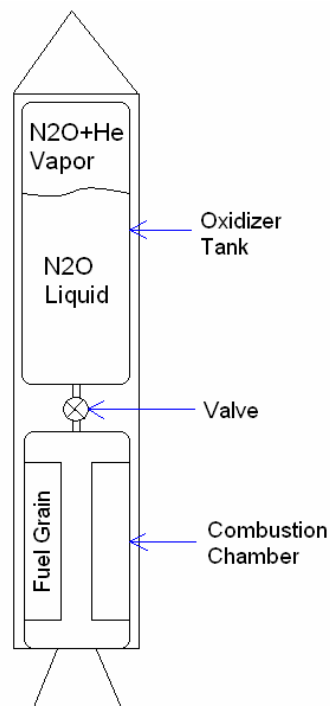 N2O+He
Vapor
Oxidizer
Tank
N2O
Liquid
Valve
Fuel Grain
Combustion
Chamber